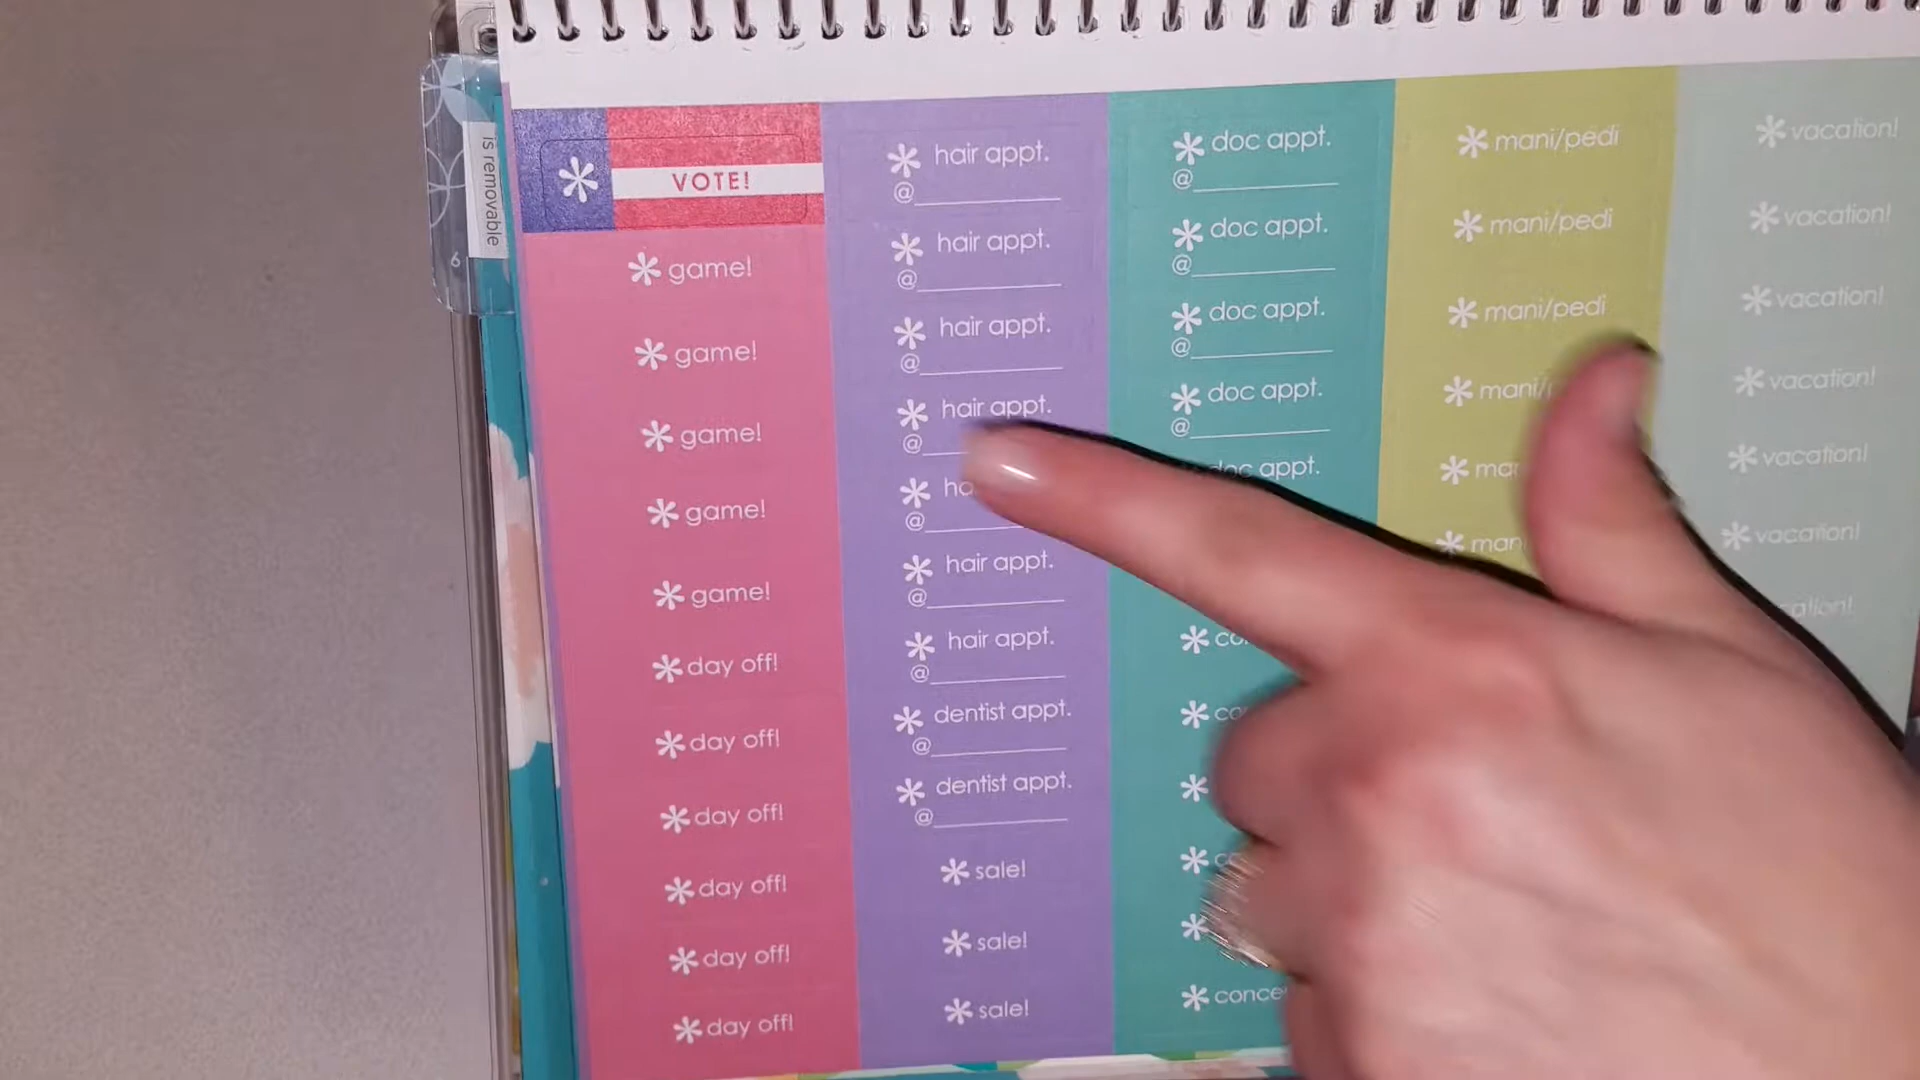 is removable
6
VOTE!
* game!
* game!
* game!
* game!
* game!
* day off!
* day off!
* day off!
* day off!
* day off!
* day off!
* hair appt.
@
* hair appt.
@
* hair appt.
@
* hair appt.
@
@
* hair appt.
@
* hair appt.
@
* dentist appt.
@
* dentist appt.
@
* sale!
* sale!
* sale!
* doc appt.
@
* doc appt.
@
* doc appt.
@
* doc appt.
@
doc appt.
* mani/pedi
* mani/pedi
* mani/pedi
* vacation!
* vacation!
* vacation!
* vacation!
* vacation!
* vacation!